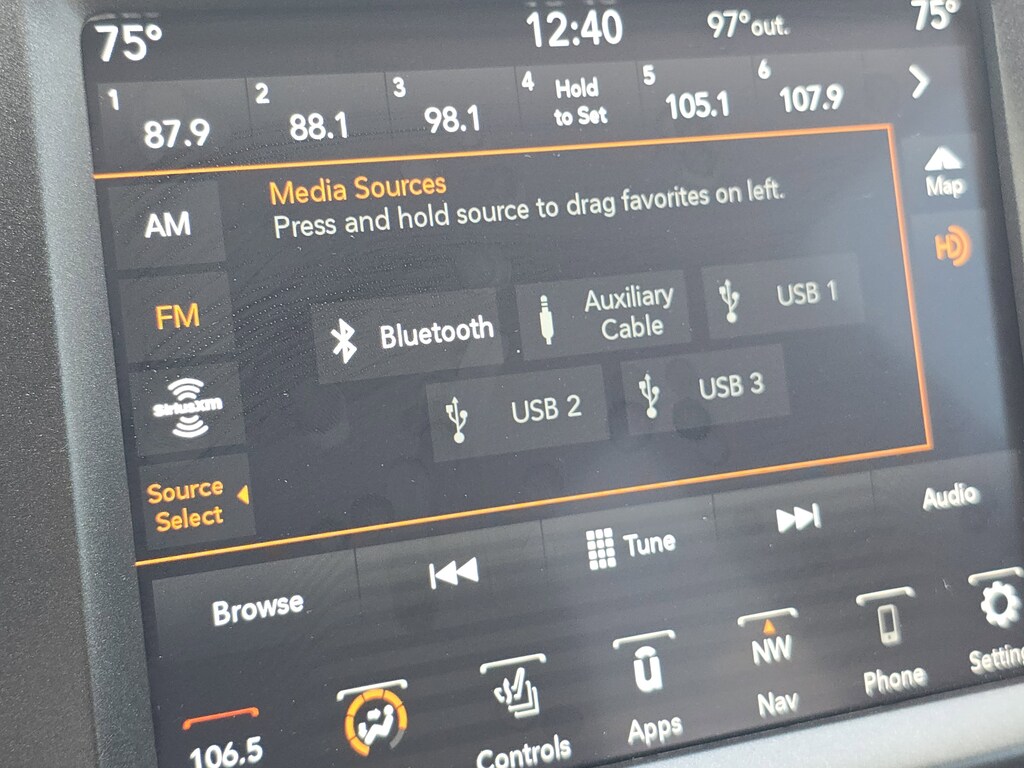 75° 12:40 97°out. 75°
1 87.9
2 88.1
3 98.1
4 Hold
to Set
5 105.1
6 107.9
Media Sources
Press and hold source to drag favorites on left.
AM
FM
SiriusXM
Source
Select
Bluetooth
Auxiliary
Cable
USB 1
USB 2
USB 3
Map
HD
Browse
Tune
Audio
106.5
Controls
Apps
NW
Nav
Phone
Settin